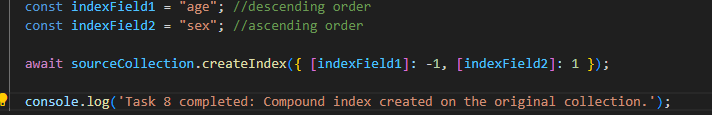 const indexField1 = "age"; //descending order
const indexField2 = "sex"; //ascending order
await sourceCollection.createIndex({ [indexField1]: -1, [indexField2]: 1 });
console.log('Task 8 completed: Compound index created on the original collection.');